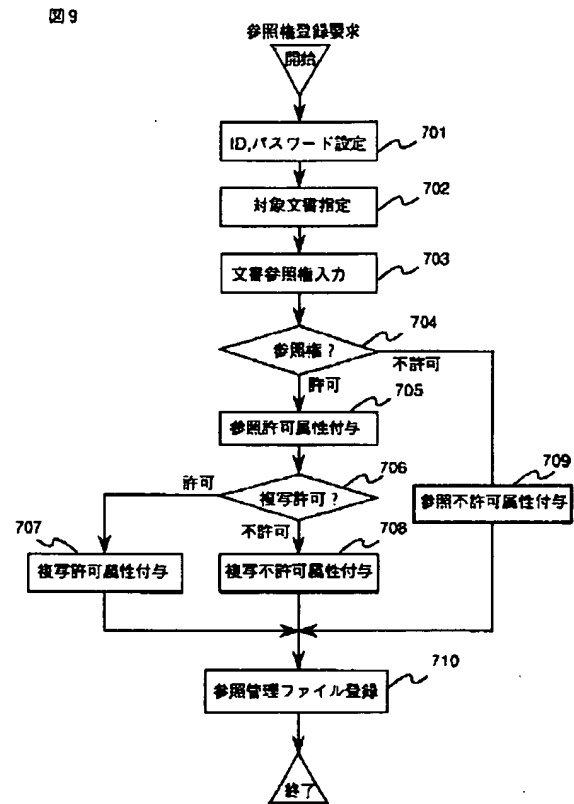 図9
参照権登録要求
開始
ID,パスワード設定
701
対象文書指定
702
文書参照権入力
703
704
参照権?
不許可
許可
705
参照許可属性付与
706
許可
複写許可?
709
不許可
708
参照不許可属性付与
707
複写許可属性付与
複写不許可属性付与
710
参照管理ファイル登録
終了